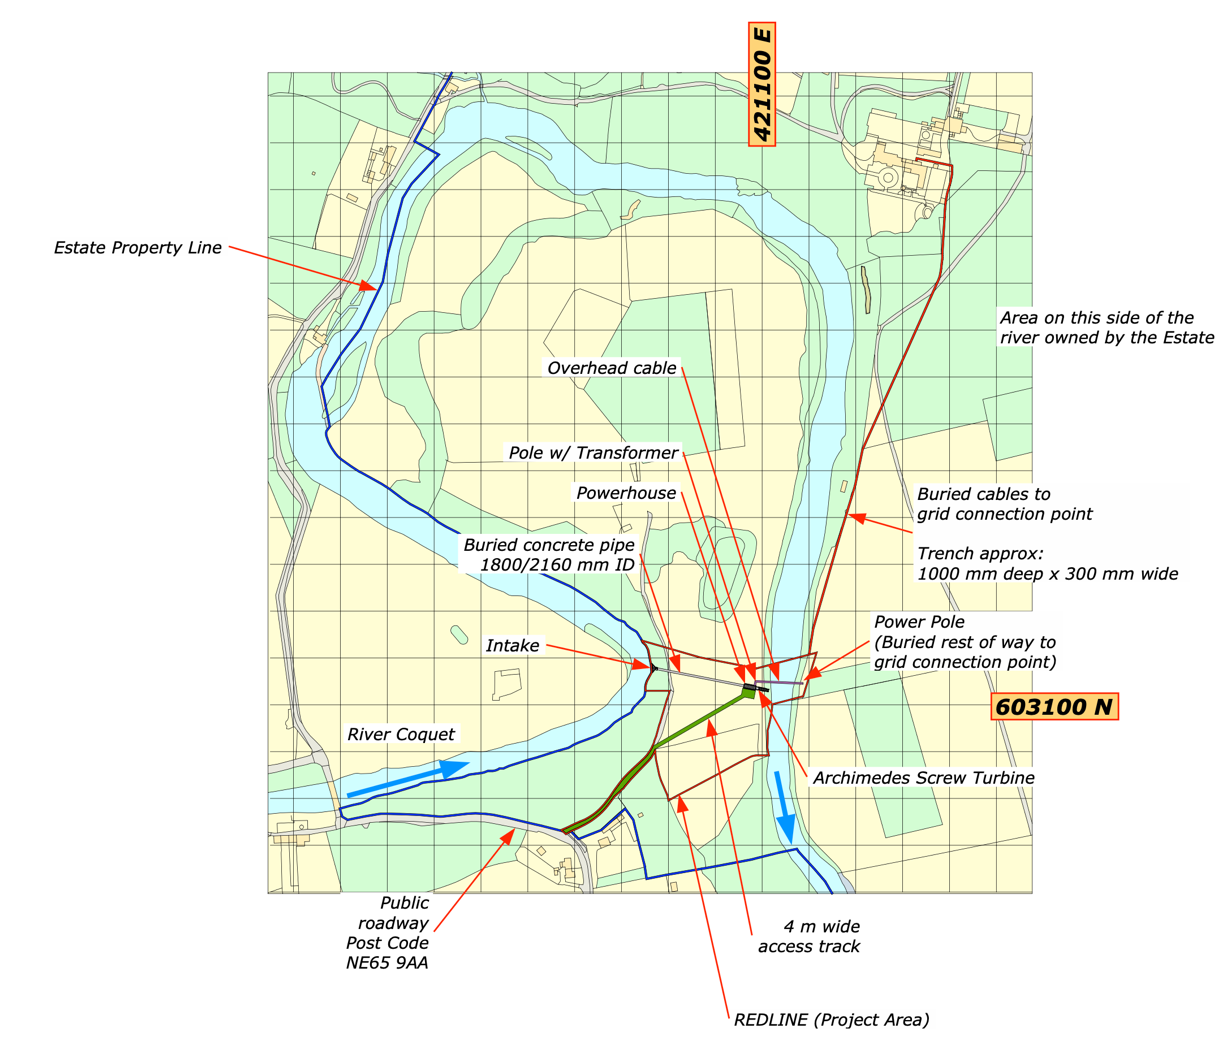 421100 E
Estate Property Line
Area on this side of the
river owned by the Estate
Overhead cable
Pole w/ Transformer
Powerhouse
Buried cables to
grid connection point
Trench approx:
1000 mm deep x 300 mm wide
Buried concrete pipe
1800/2160 mm ID
Power Pole
(Buried rest of way to
grid connection point)
Intake
603100 N
River Coquet
Archimedes Screw Turbine
Public
roadway
Post Code
NE65 9AA
4 m wide
access track
REDLINE (Project Area)